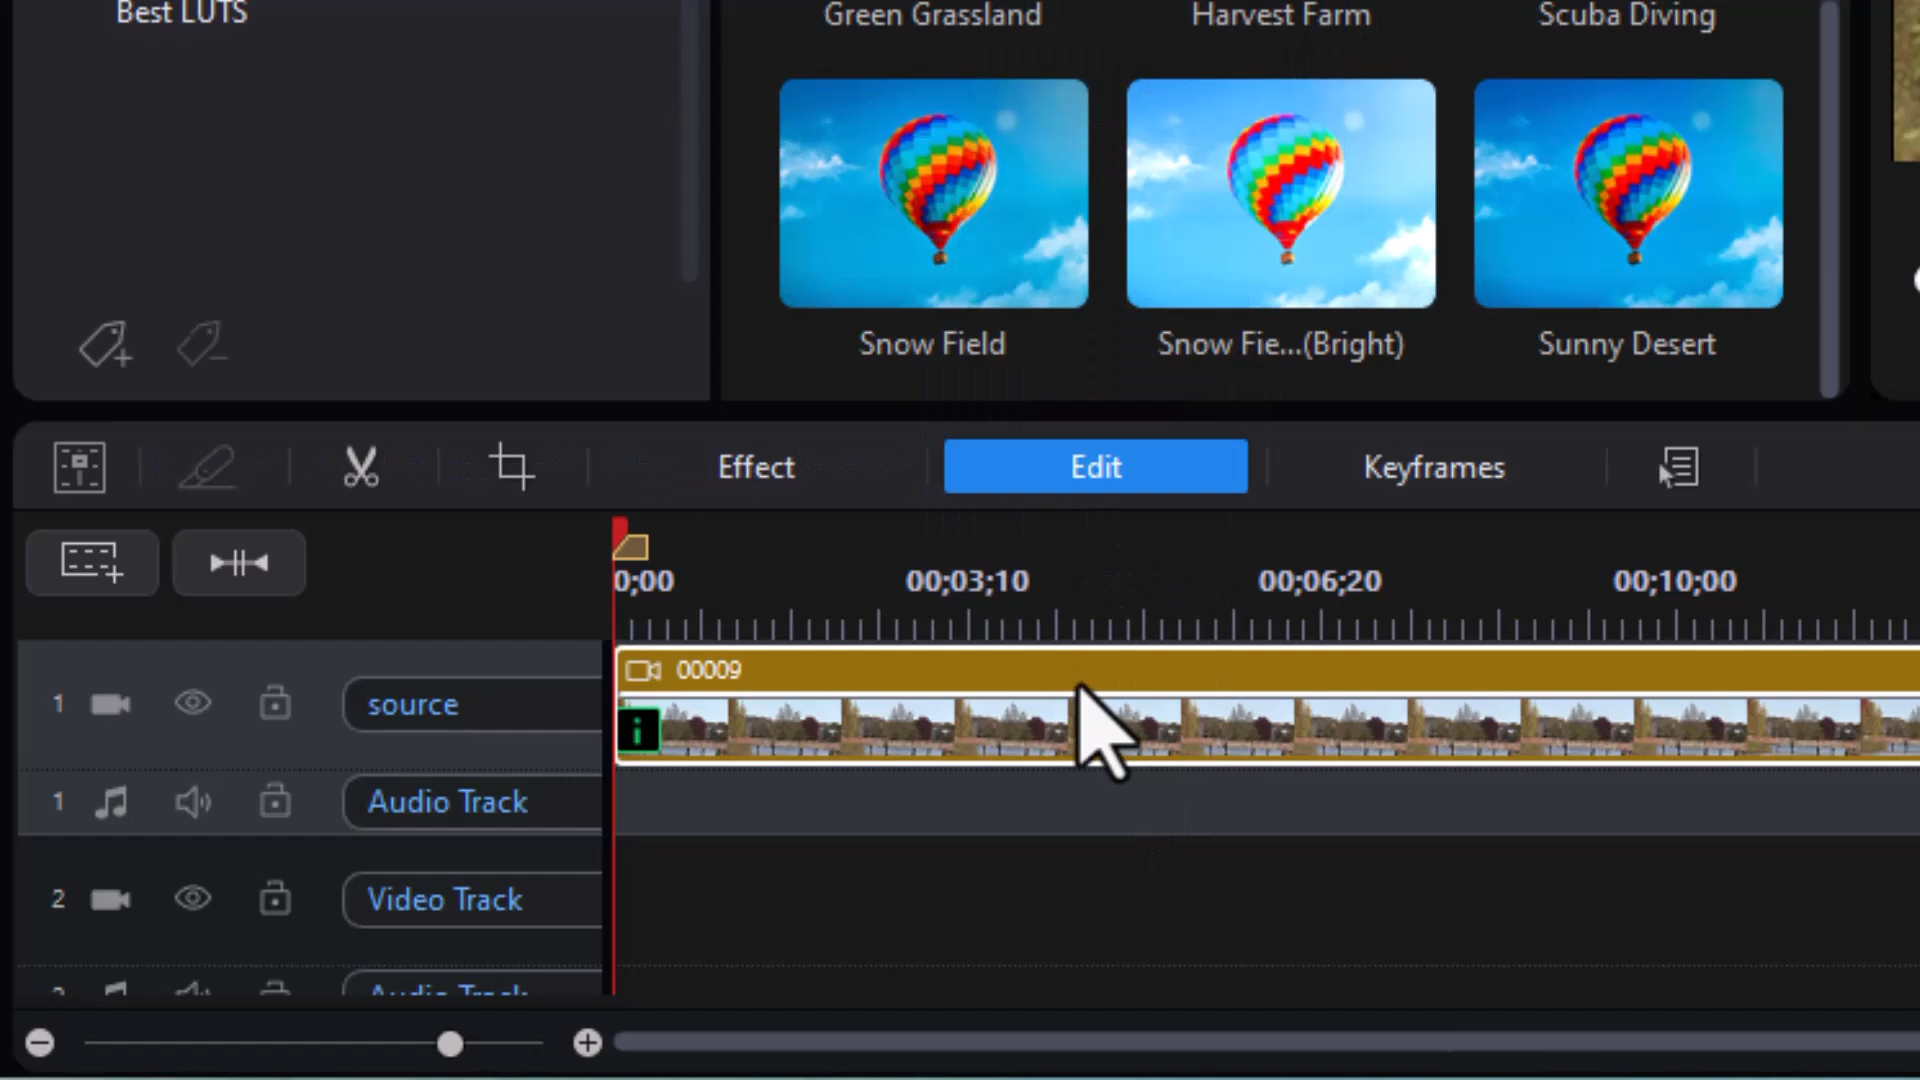 Best LUTS
Green Grassland
Harvest Farm
Scuba Diving
Snow Field
Snow Fie...(Bright)
Sunny Desert
Effect
Edit
Keyframes
0;00
00;03;10
00;06;20
00;10;00
1
source
00009
i
1
Audio Track
2
Video Track
2
Audio Track